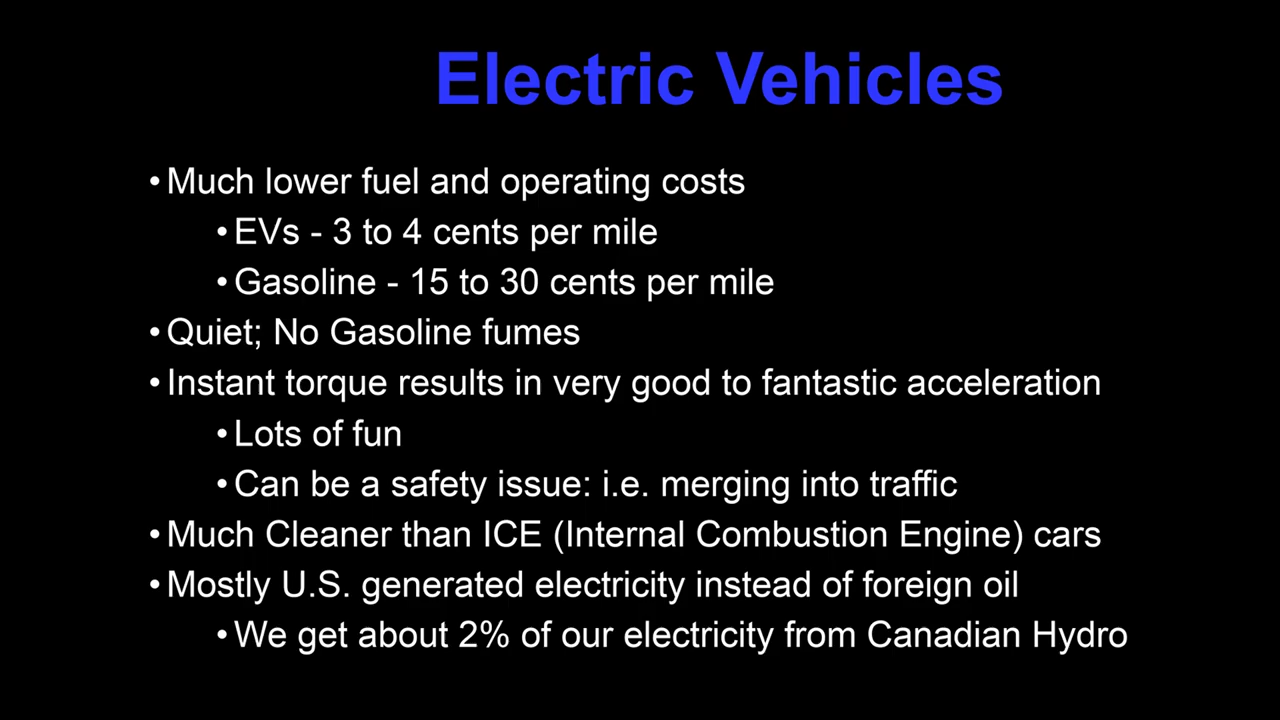 Electric Vehicles
•Much lower fuel and operating costs
•EVs - 3 to 4 cents per mile
•Gasoline - 15 to 30 cents per mile
•Quiet; No Gasoline fumes
•Instant torque results in very good to fantastic acceleration
•Lots of fun
•Can be a safety issue: i.e. merging into traffic
•Much Cleaner than ICE (Internal Combustion Engine) cars
•Mostly U.S. generated electricity instead of foreign oil
•We get about 2% of our electricity from Canadian Hydro